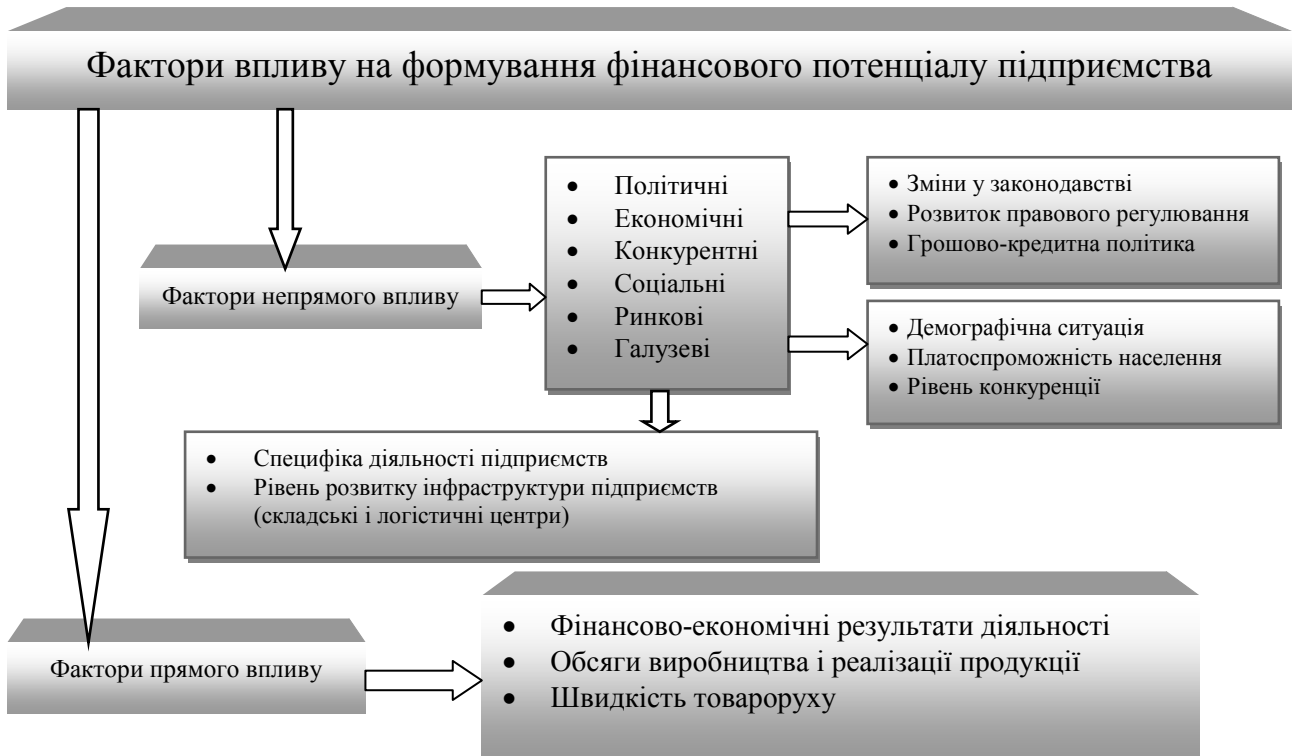 Фактори впливу на формування фінансового потенціалу підприємства
Фактори непрямого впливу
• Політичні
• Економічні
• Конкурентні
• Соціальні
• Ринкові
• Галузеві
• Зміни у законодавстві
• Розвиток правового регулювання
• Грошово-кредитна політика
• Демографічна ситуація
• Платоспроможність населення
• Рівень конкуренції
• Специфіка діяльності підприємств
• Рівень розвитку інфраструктури підприємств
(складські і логістичні центри)
Фактори прямого впливу
• Фінансово-економічні результати діяльності
• Обсяги виробництва і реалізації продукції
• Швидкість товароруху